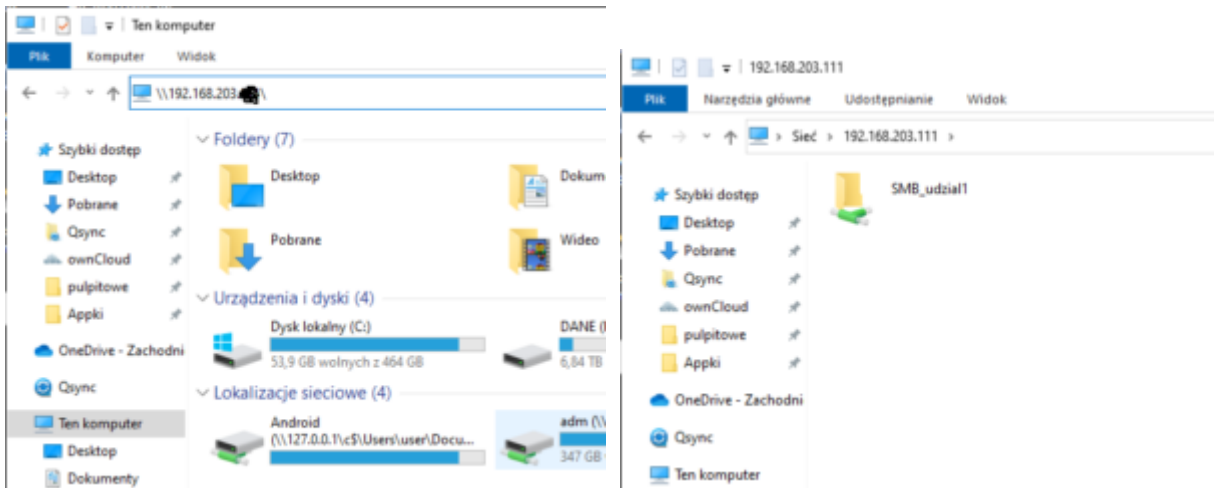 Ten komputer
Plik Komputer Widok
\\192.168.203.
Szybki dostęp
Desktop
Pobrane
Qsync
ownCloud
pulpitowe
Appki
OneDrive - Zachodni
Qsync
Ten komputer
Desktop
Dokumenty
Foldery (7)
Desktop
Dokum
Pobrane
Wideo
Urządzenia i dyski (4)
Dysk lokalny (C:)
53,9 GB wolnych z 464 GB
DANE (
6,84 TB
Lokalizacje sieciowe (4)
Android
(\\127.0.0.1\c$\Users\user\Docu...
adm (\\
347 GB
192.168.203.111
Plik Narzędzia główne Udostępnianie Widok
Sieć 192.168.203.111
Szybki dostęp
Desktop
Pobrane
Qsync
ownCloud
pulpitowe
Appki
OneDrive - Zachodni
Qsync
Ten komputer
SMB_udzial1